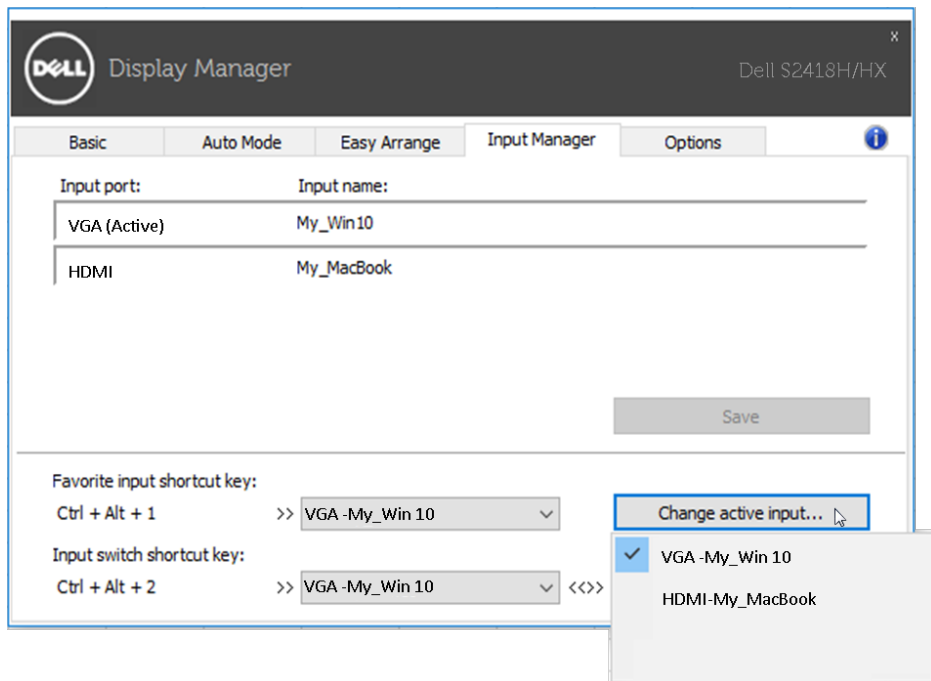 x
DELL Display Manager
Dell S2418H/HX
Basic Auto Mode Easy Arrange Input Manager Options i
Input port: Input name:
VGA (Active) My_Win10
HDMI My_MacBook
Save
Favorite input shortcut key:
Ctrl + Alt + 1 >> VGA -My_Win 10 Change active input...
Input switch shortcut key:
VGA -My_Win 10
Ctrl + Alt + 2 >> VGA -My_Win 10 <<>>
HDMI-My_MacBook